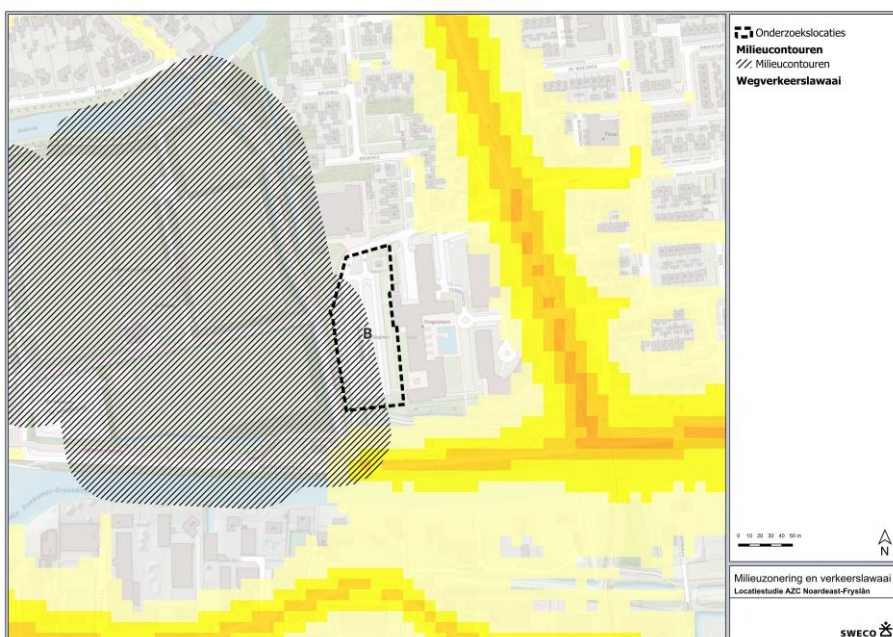 Onderzoekslocaties
Milieucontouren
Milieucontouren
Wegverkeerslawaai
B
0 10 20 30 40 50 m
N
Milieuzonering en verkeerslawaai
Locatiestudie AZC Noardeast-Fryslân
SWECO